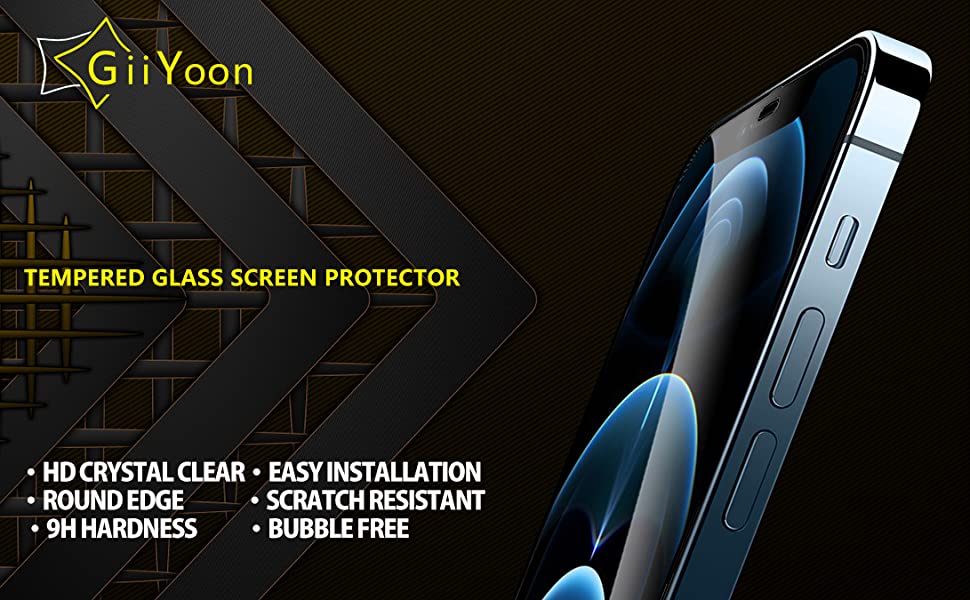 GiiYoon
TEMPERED GLASS SCREEN PROTECTOR
• HD CRYSTAL CLEAR • EASY INSTALLATION
• ROUND EDGE • SCRATCH RESISTANT
• 9H HARDNESS • BUBBLE FREE